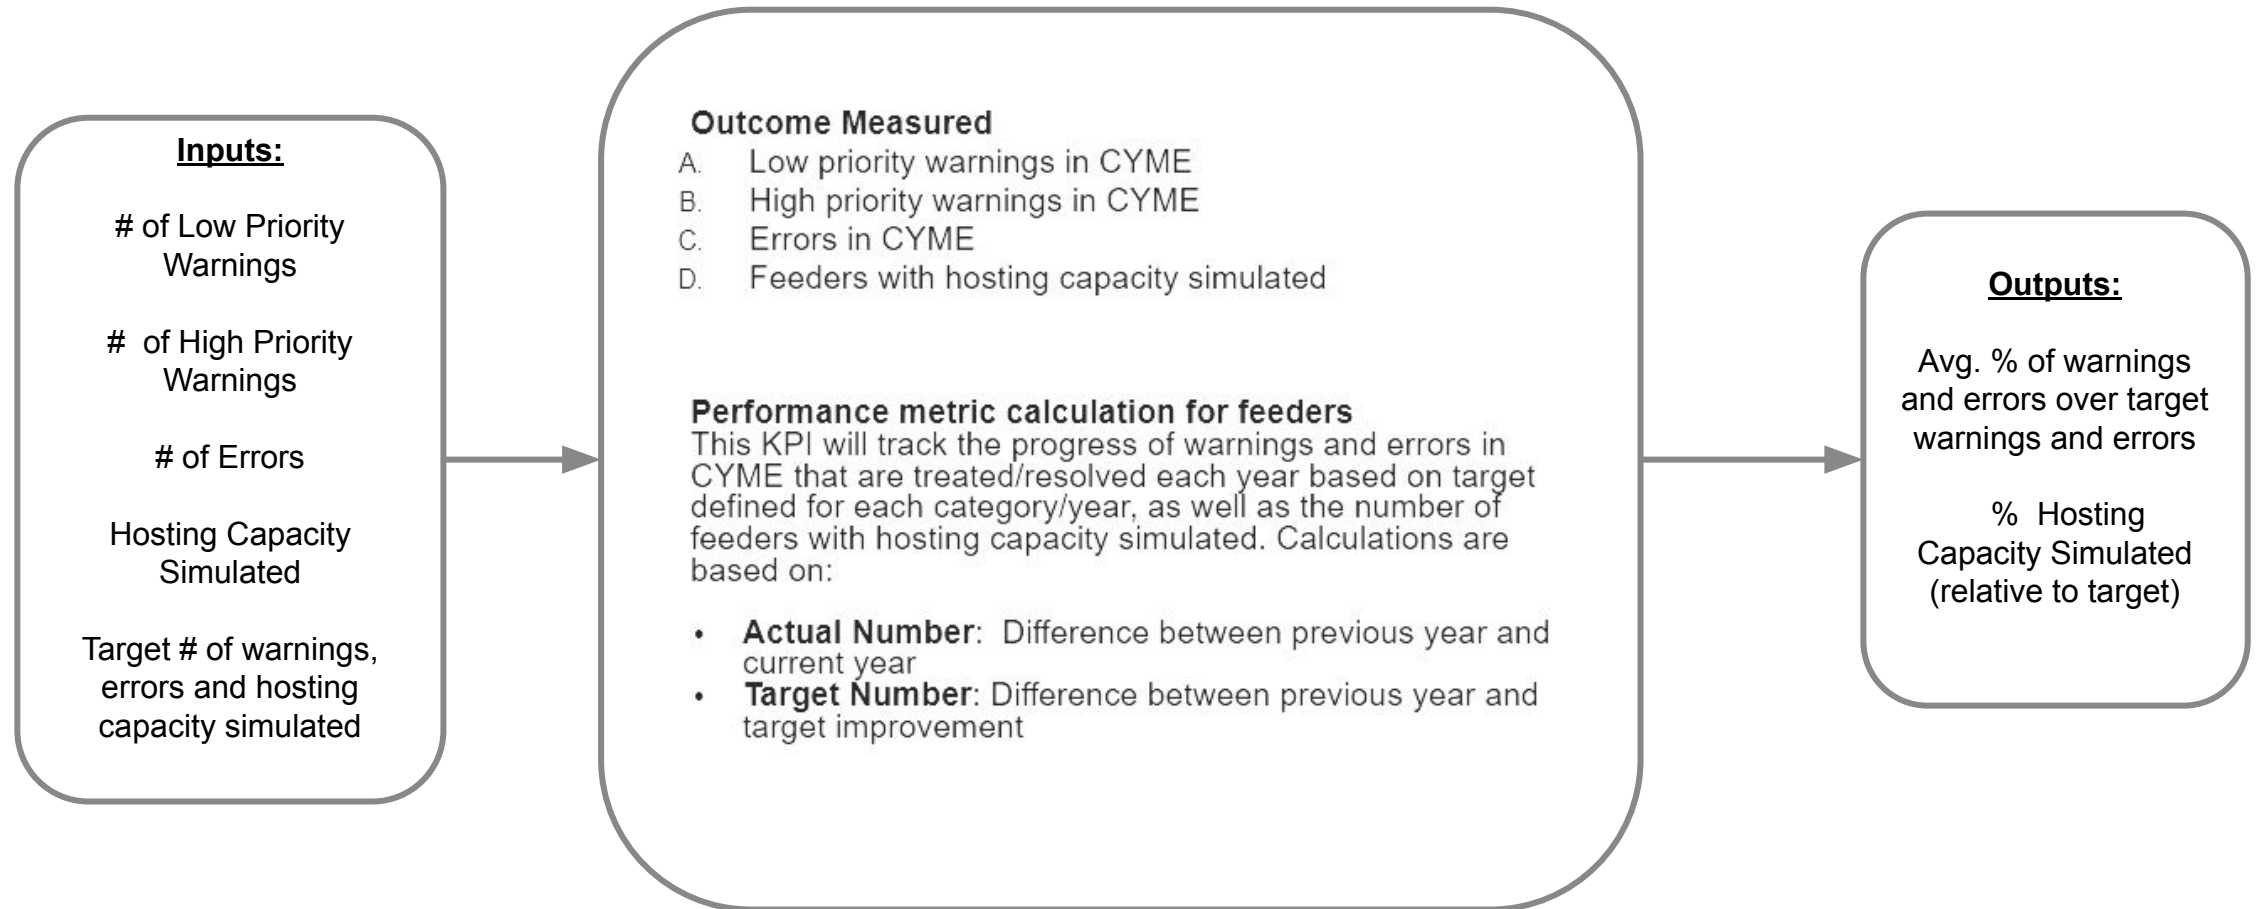 Inputs:
# of Low Priority
Warnings
# of High Priority
Warnings
# of Errors
Hosting Capacity
Simulated
Target # of warnings,
errors and hosting
capacity simulated
Outcome Measured
A. Low priority warnings in CYME
B. High priority warnings in CYME
C. Errors in CYME
D. Feeders with hosting capacity simulated
Performance metric calculation for feeders
This KPI will track the progress of warnings and errors in
CYME that are treated/resolved each year based on target
defined for each category/year, as well as the number of
feeders with hosting capacity simulated. Calculations are
based on:
• Actual Number: Difference between previous year and
current year
• Target Number: Difference between previous year and
target improvement
Outputs:
Avg. % of warnings
and errors over target
warnings and errors
% Hosting
Capacity Simulated
(relative to target)